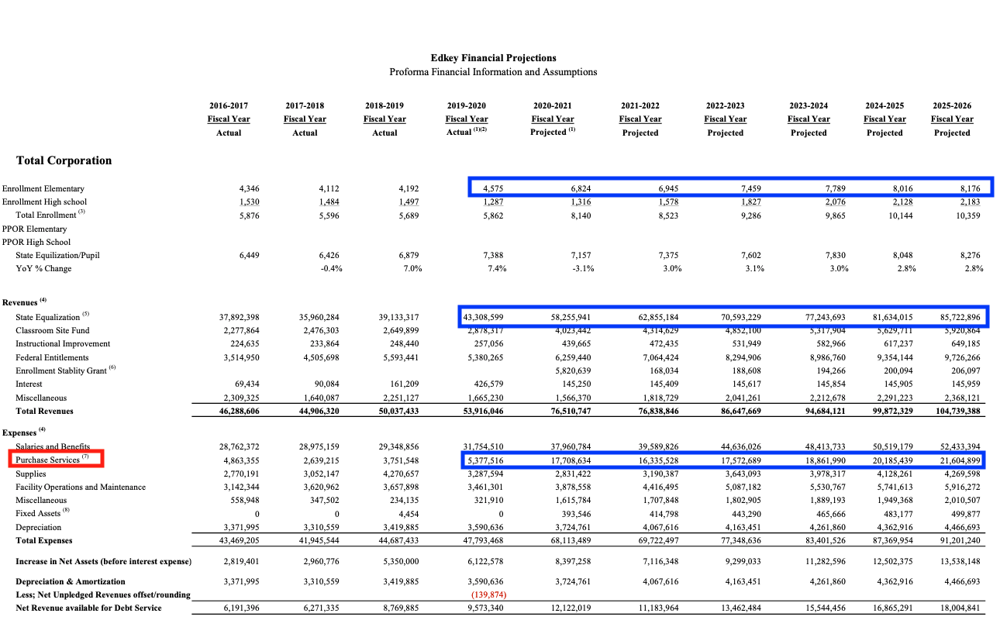 Edkey Financial Projections
Proforma Financial Information and Assumptions
2016-2017 2017-2018 2018-2019 2019-2020 2020-2021 2021-2022 2022-2023 2023-2024 2024-2025 2025-2026
Fiscal Year Fiscal Year Fiscal Year Fiscal Year Fiscal Year Fiscal Year Fiscal Year Fiscal Year Fiscal Year Fiscal Year
Actual Actual Actual Actual (1)(2) Projected (1) Projected Projected Projected Projected Projected
Total Corporation
Enrollment Elementary 4,346 4,112 4,192 4,575 6,824 6,945 7,459 7,789 8,016 8,176
Enrollment High school 1,530 1,484 1,497 1,287 1,316 1,578 1,827 2,076 2,128 2,183
Total Enrollment (3) 5,876 5,596 5,689 5,862 8,140 8,523 9,286 9,865 10,144 10,359
PPOR Elementary
PPOR High School
State Equilization/Pupil 6,449 6,426 6,879 7,388 7,157 7,375 7,602 7,830 8,048 8,276
YoY % Change -0.4% 7.0% 7.4% -3.1% 3.0% 3.1% 3.0% 2.8% 2.8%
Revenues (4)
State Equalization (5) 37,892,398 35,960,284 39,133,317 43,308,599 58,255,941 62,855,184 70,593,229 77,243,693 81,634,015 85,722,896
Classroom Site Fund 2,277,864 2,476,303 2,649,899 2,878,317 4,023,442 4,314,629 4,852,100 5,317,904 5,629,711 5,920,864
Instructional Improvement 224,635 233,864 248,440 257,056 439,665 472,435 531,949 582,966 617,237 649,185
Federal Entitlements 3,514,950 4,505,698 5,593,441 5,380,265 6,259,440 7,064,424 8,294,906 8,986,760 9,354,144 9,726,266
Enrollment Stablity Grant (6) 5,820,639 168,034 188,608 194,266 200,094 206,097
Interest 69,434 90,084 161,209 426,579 145,250 145,409 145,617 145,854 145,905 145,959
Miscellaneous 2,309,325 1,640,087 2,251,127 1,665,230 1,566,370 1,818,729 2,041,261 2,212,678 2,291,223 2,368,121
Total Revenues 46,288,606 44,906,320 50,037,433 53,916,046 76,510,747 76,838,846 86,647,669 94,684,121 99,872,329 104,739,388
Expenses (4)
Salaries and Benefits 28,762,372 28,975,159 29,348,856 31,754,510 37,960,784 39,589,826 44,636,026 48,413,733 50,519,179 52,433,394
Purchase Services (7) 4,863,355 2,639,215 3,751,548 5,377,516 17,708,634 16,335,528 17,572,689 18,861,990 20,185,439 21,604,899
Supplies 2,770,191 3,052,147 4,270,657 3,287,594 2,831,422 3,190,387 3,643,093 3,978,317 4,128,261 4,269,598
Facility Operations and Maintenance 3,142,344 3,620,962 3,657,898 3,461,301 3,878,558 4,416,495 5,087,182 5,530,767 5,741,613 5,916,272
Miscellaneous 558,948 347,502 234,135 321,910 1,615,784 1,707,848 1,802,905 1,889,193 1,949,368 2,010,507
Fixed Assets (8) 0 0 4,454 0 393,546 414,798 443,290 465,666 483,177 499,877
Depreciation 3,371,995 3,310,559 3,419,885 3,590,636 3,724,761 4,067,616 4,163,451 4,261,860 4,362,916 4,466,693
Total Expenses 43,469,205 41,945,544 44,687,433 47,793,468 68,113,489 69,722,497 77,348,636 83,401,526 87,369,954 91,201,240
Increase in Net Assets (before interest expense) 2,819,401 2,960,776 5,350,000 6,122,578 8,397,258 7,116,348 9,299,033 11,282,596 12,502,375 13,538,148
Depreciation & Amortization 3,371,995 3,310,559 3,419,885 3,590,636 3,724,761 4,067,616 4,163,451 4,261,860 4,362,916 4,466,693
Less; Net Unpledged Revenues offset/rounding (139,874)
Net Revenue available for Debt Service 6,191,396 6,271,335 8,769,885 9,573,340 12,122,019 11,183,964 13,462,484 15,544,456 16,865,291 18,004,841